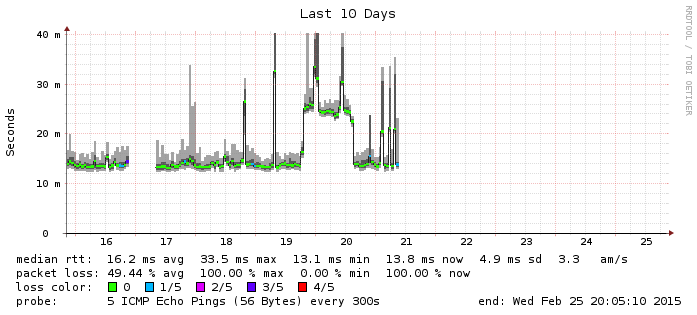 Last 10 Days
RRDTOOL / TOBI OETIKER
Seconds
40 m
30 m
20 m
10 m
0
16 17 18 19 20 21 22 23 24 25
median rtt: 16.2 ms avg 33.5 ms max 13.1 ms min 13.8 ms now 4.9 ms sd 3.3 am/s
packet loss: 49.44 % avg 100.00 % max 0.00 % min 100.00 % now
loss color: 0 1/5 2/5 3/5 4/5
probe: 5 ICMP Echo Pings (56 Bytes) every 300s end: Wed Feb 25 20:05:10 2015